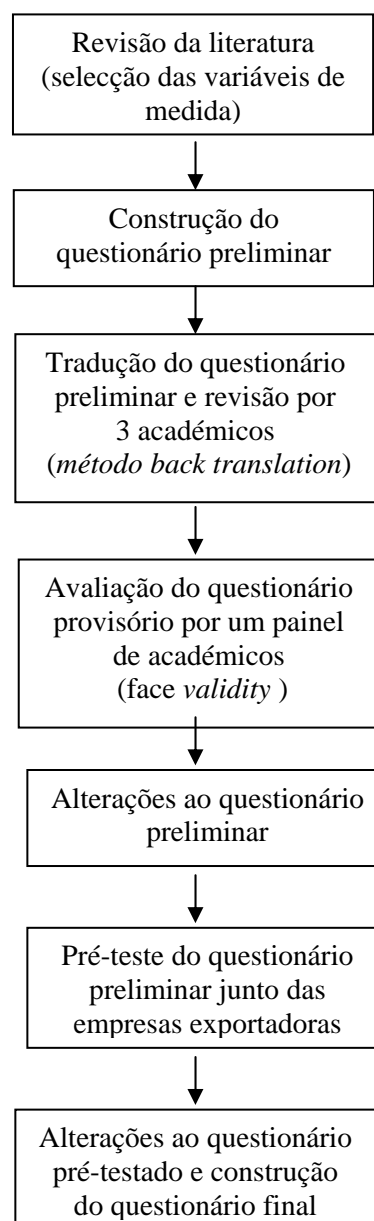 Revisão da literatura
(selecção das variáveis de
medida)
Construção do
questionário preliminar
Tradução do questionário
preliminar e revisão por
3 académicos
(método back translation)
Avaliação do questionário
provisório por um painel
de académicos
(face validity )
Alterações ao questionário
preliminar
Pré-teste do questionário
preliminar junto das
empresas exportadoras
Alterações ao questionário
pré-testado e construção
do questionário final